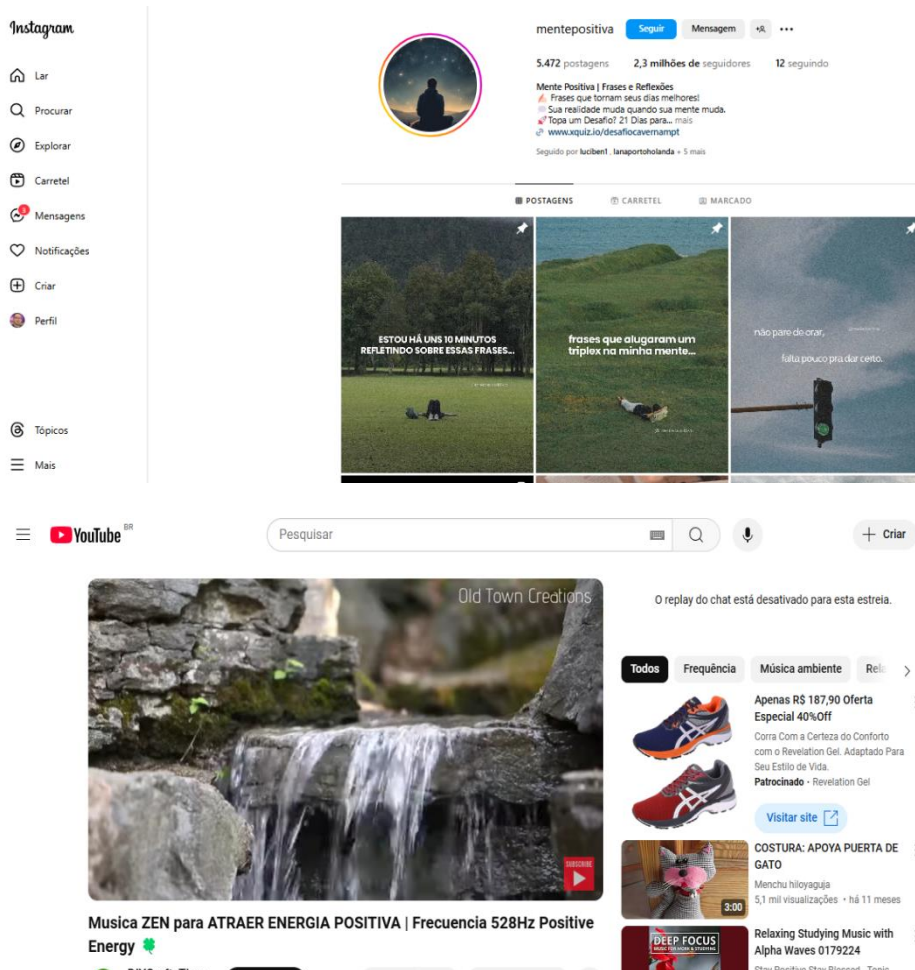 Instagram
Lar
Procurar
Explorar
Carretel
3
Mensagens
Notificações
Criar
Perfil
Tópicos
Mais
mentepositiva Seguir Mensagem
5.472 postagens 2,3 milhões de seguidores 12 seguindo
Mente Positiva | Frases e Reflexões
Frases que tornam seus dias melhores!
Sua realidade muda quando sua mente muda.
Topa um Desafio? 21 Dias para... mais
www.xquiz.io/desafiocavernampt
Seguido por luciben1 , lanaportoholanda + 5 mais
POSTAGENS CARRETEL MARCADO
ESTOU HÁ UNS 10 MINUTOS
REFLETINDO SOBRE ESSAS FRASES...
frases que alugaram um
triplex na minha mente...
não pare de orar,
falta pouco pra dar certo.
YouTube BR
Pesquisar
Criar
Old Town Creations
SUBSCRIBE
Musica ZEN para ATRAER ENERGIA POSITIVA | Frecuencia 528Hz Positive
Energy
O replay do chat está desativado para esta estreia.
Todos Frequência Música ambiente
Apenas R$ 187,90 Oferta
Especial 40%Off
Corra Com a Certeza do Conforto
com o Revelation Gel. Adaptado Para
Seu Estilo de Vida.
Patrocinado · Revelation Gel
Visitar site
COSTURA: APOYA PUERTA DE
GATO
Menchu hiloyaguja
5,1 mil visualizações · há 11 meses
3:00
DEEP FOCUS
Relaxing Studying Music with
Alpha Waves 0179224